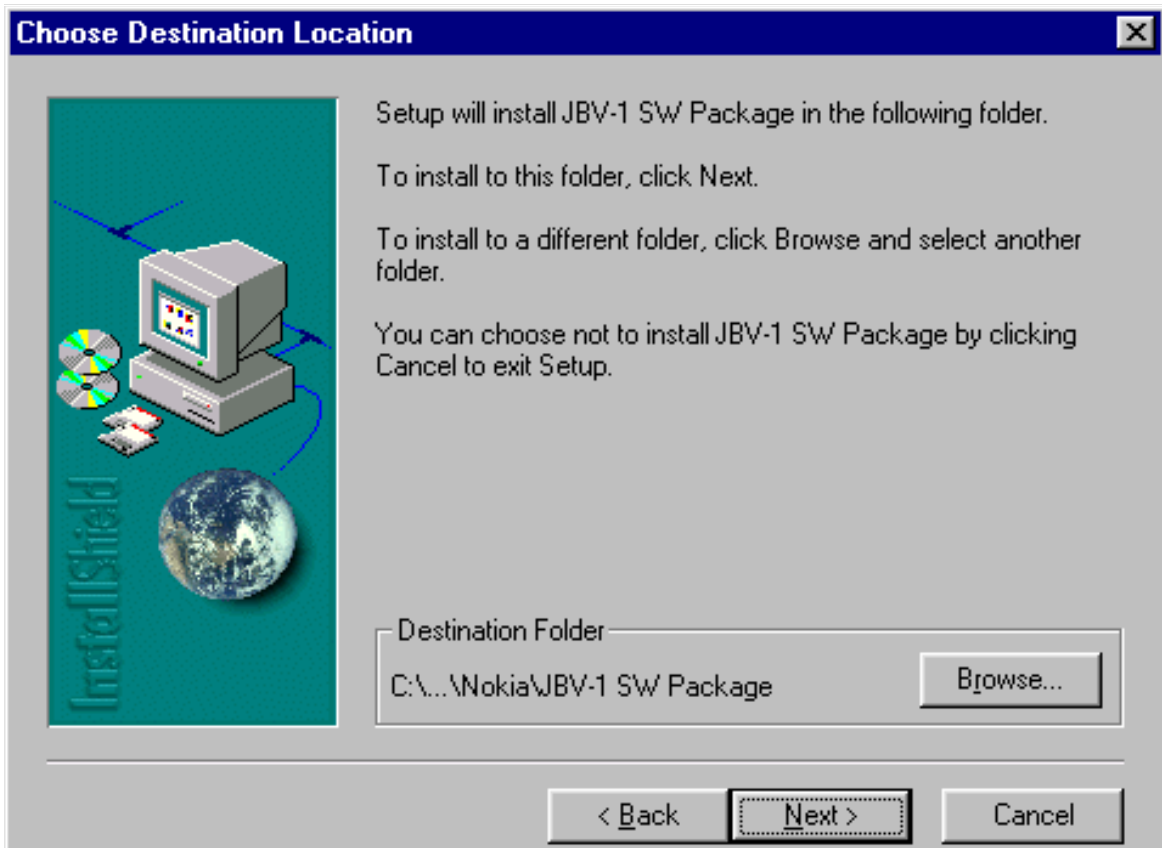 Choose Destination Location
Setup will install JBV-1 SW Package in the following folder.
To install to this folder, click Next.
To install to a different folder, click Browse and select another
folder.
You can choose not to install JBV-1 SW Package by clicking
Cancel to exit Setup.
InstallShield
Destination Folder
C:\...\Nokia\JBV-1 SW Package
Browse...
< Back
Next >
Cancel